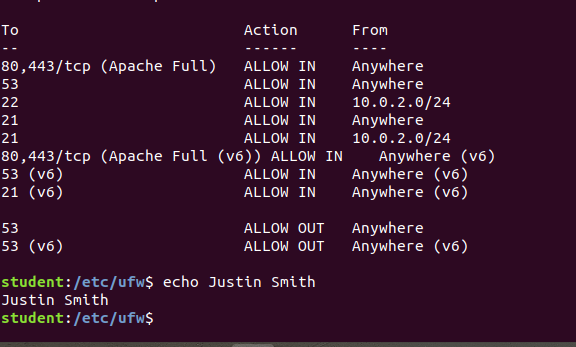 To                         Action      From
--                         ------      ----
80,443/tcp (Apache Full)   ALLOW IN    Anywhere
53                         ALLOW IN    Anywhere
22                         ALLOW IN    10.0.2.0/24
21                         ALLOW IN    Anywhere
21                         ALLOW IN    10.0.2.0/24
80,443/tcp (Apache Full (v6)) ALLOW IN    Anywhere (v6)
53 (v6)                    ALLOW IN    Anywhere (v6)
21 (v6)                    ALLOW IN    Anywhere (v6)
53                         ALLOW OUT   Anywhere
53 (v6)                    ALLOW OUT   Anywhere (v6)
student:/etc/ufw$ echo Justin Smith
Justin Smith
student:/etc/ufw$